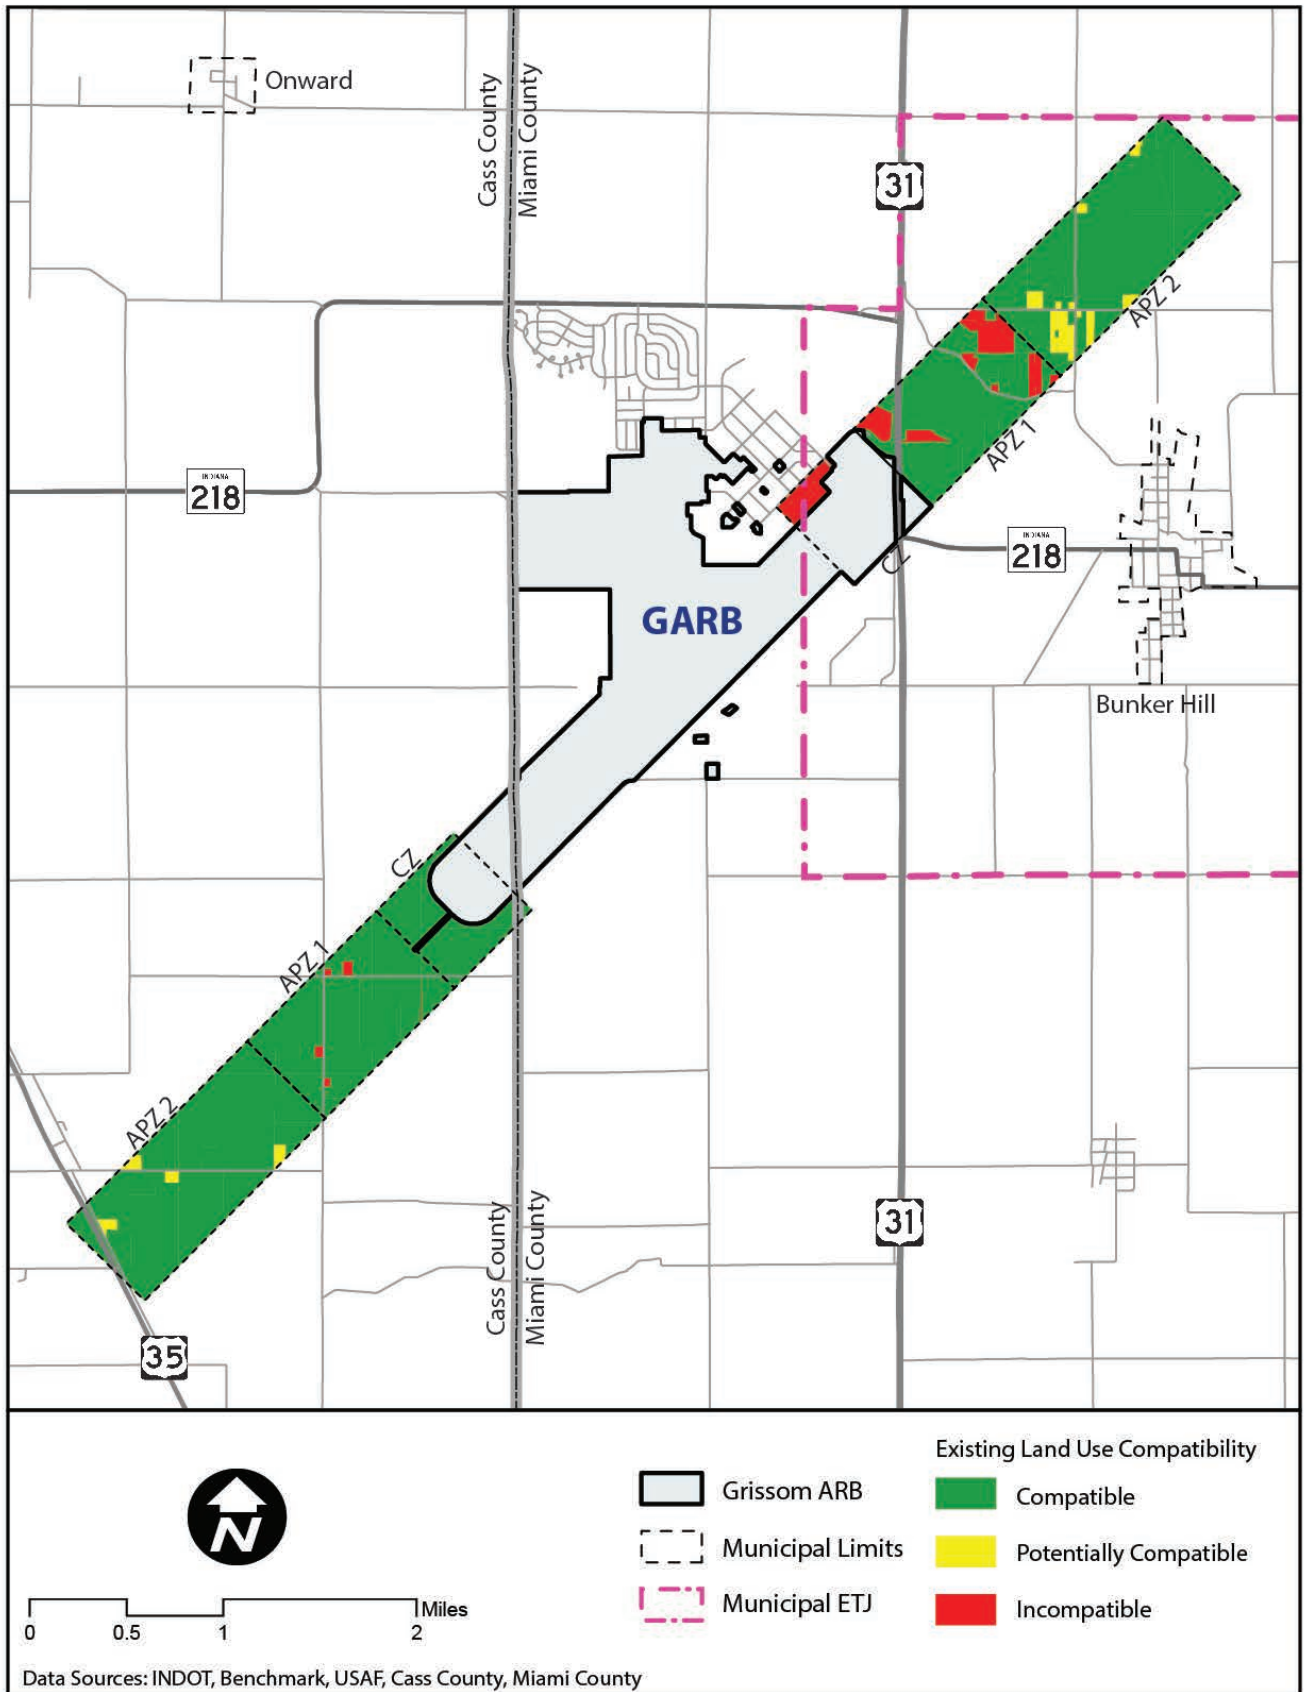 Onward
Cass County
Miami County
31
APZ 2
APZ 1
INDIANA
218
CZ
INDIANA
218
GARB
Bunker Hill
CZ
APZ 1
APZ 2
Cass County
Miami County
31
35
N
0
0.5
1
2
Miles
Grissom ARB
Municipal Limits
Municipal ETJ
Existing Land Use Compatibility
Compatible
Potentially Compatible
Incompatible
Data Sources: INDOT, Benchmark, USAF, Cass County, Miami County